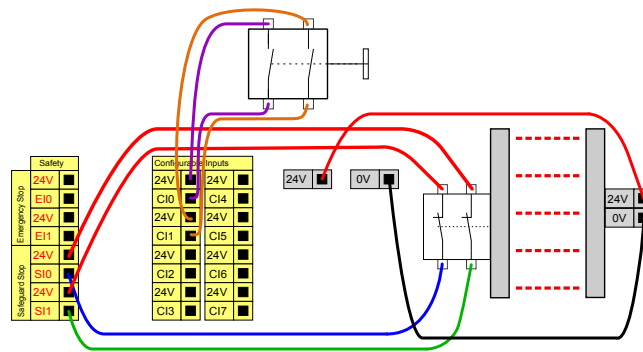 Safety
Emergency Stop
24V
EI0
24V
EI1
Safeguard Stop
24V
SI0
24V
SI1
Configurable Inputs
24V 24V
CI0 CI4
24V 24V
CI1 CI5
24V 24V
CI2 CI6
24V 24V
CI3 CI7
24V 0V
24V
0V